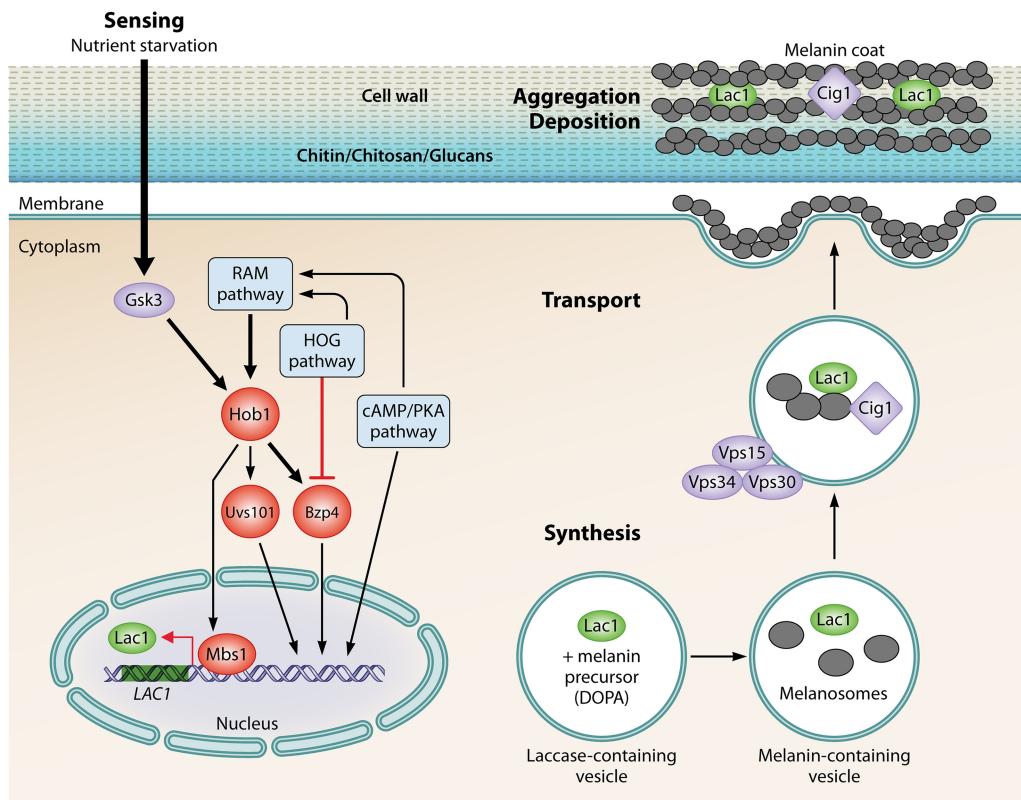 Sensing
Nutrient starvation
Cell wall
Chitin/Chitosan/Glucans
Aggregation
Deposition
Melanin coat
Lac1
Cig1
Lac1
Membrane
Cytoplasm
Gsk3
RAM
pathway
HOG
pathway
cAMP/PKA
pathway
Hob1
Uvs101
Bzp4
Lac1
Mbs1
LAC1
Nucleus
Transport
Lac1
Cig1
Vps15
Vps34
Vps30
Synthesis
Lac1
+ melanin
precursor
(DOPA)
Laccase-containing
vesicle
Lac1
Melanosomes
Melanin-containing
vesicle